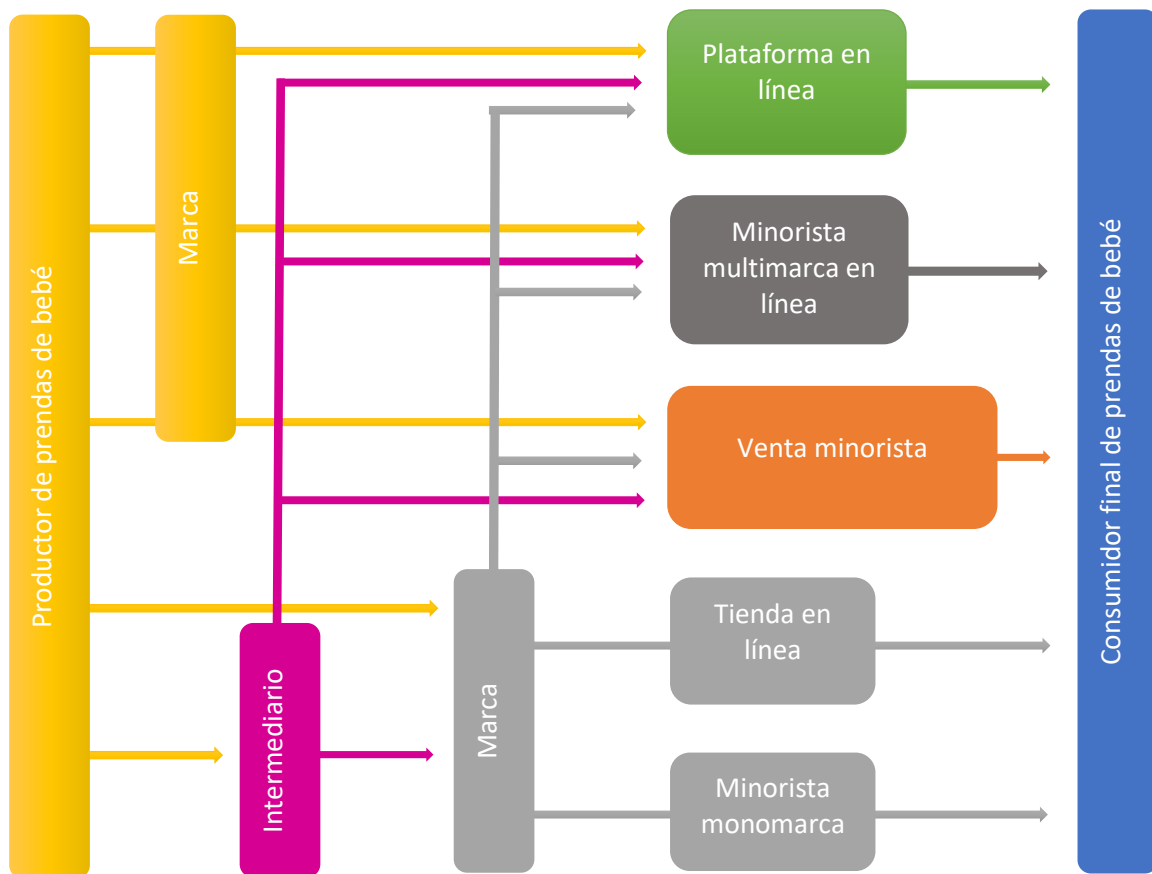 Productor de prendas de bebé
Marca
Plataforma en
línea
Minorista
multimarca en
línea
Venta minorista
Intermediario
Marca
Tienda en
línea
Minorista
monomarca
Consumidor final de prendas de bebé